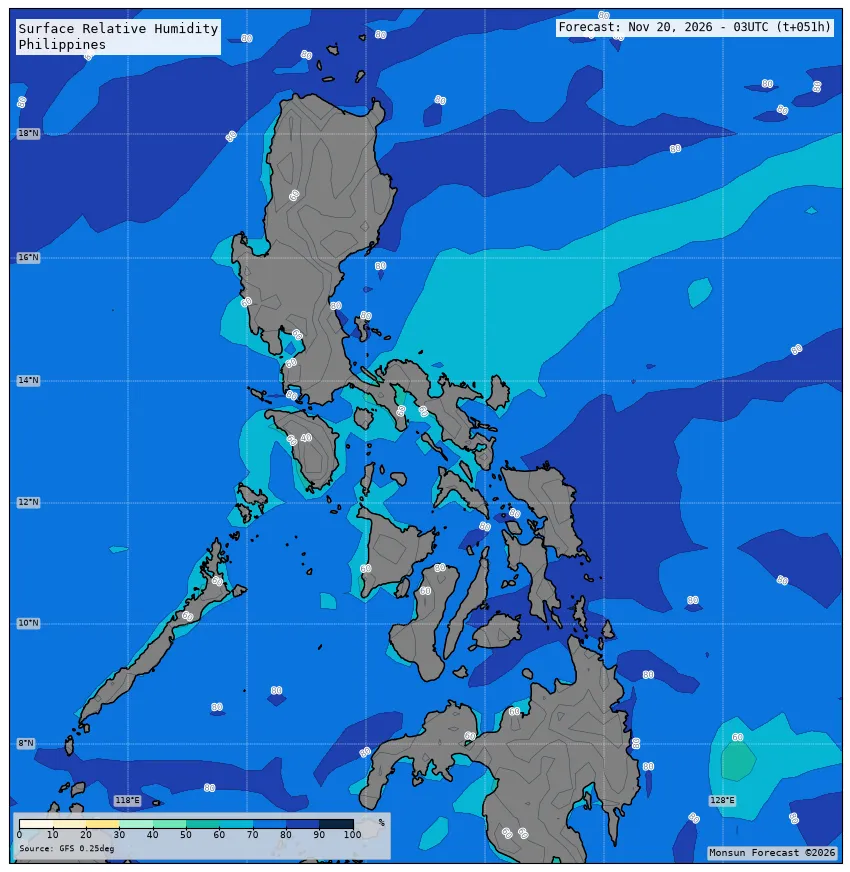 Surface Relative Humidity
Philippines
Forecast: Nov 20, 2026 - 03UTC (t+051h)
18°N
16°N
14°N
12°N
10°N
8°N
118°E
128°E
0 10 20 30 40 50 60 70 80 90 100 %
Source: GFS 0.25deg
Monsun Forecast ©2026